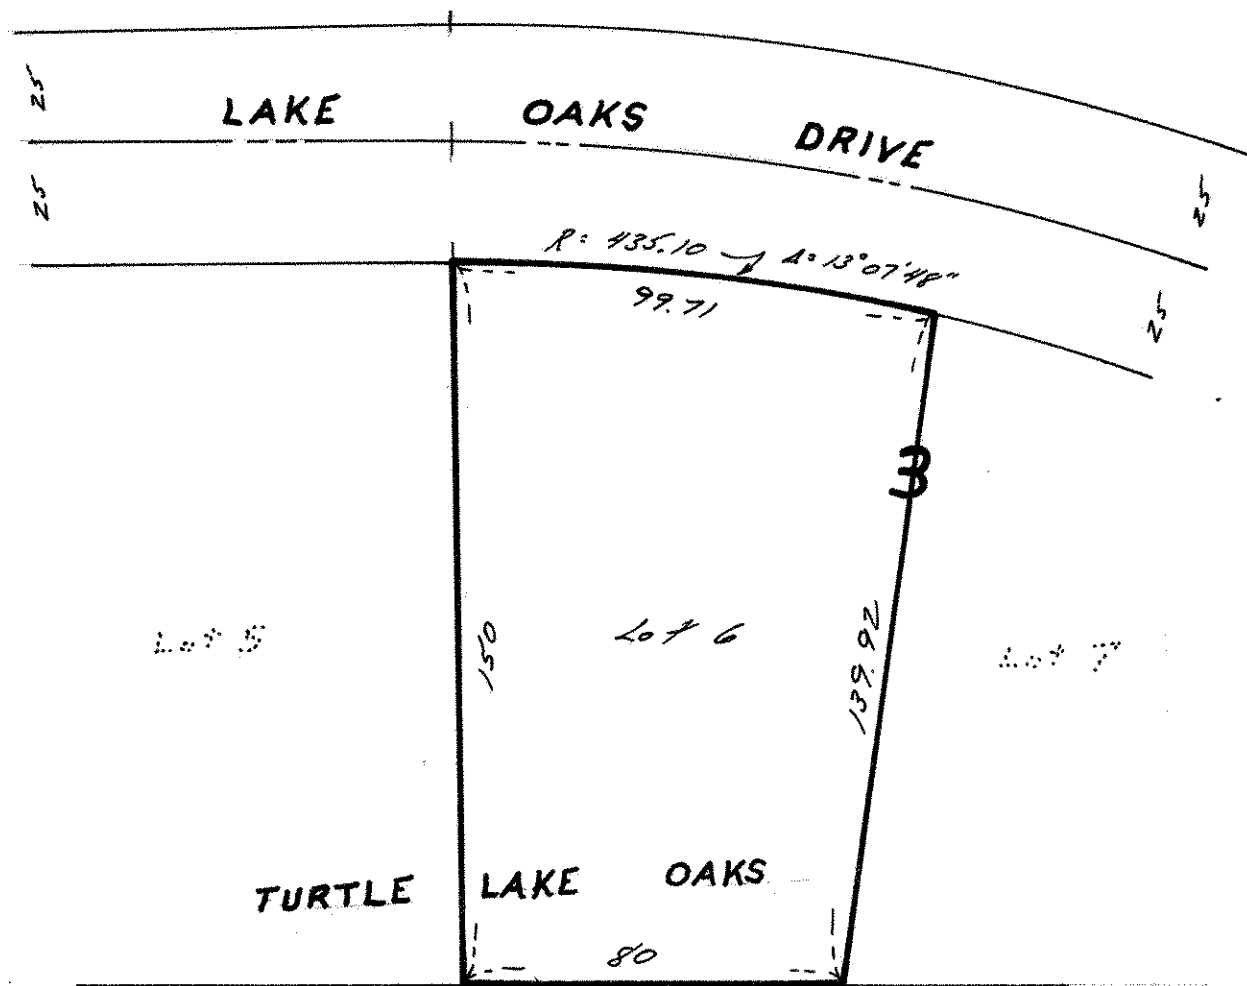 25
LAKE OAKS DRIVE
25
25
R= 435.10 Δ= 13°07'48"
99.71
25
3
Lot 5
150
Lot 6
139.92
Lot 7
TURTLE LAKE OAKS
80